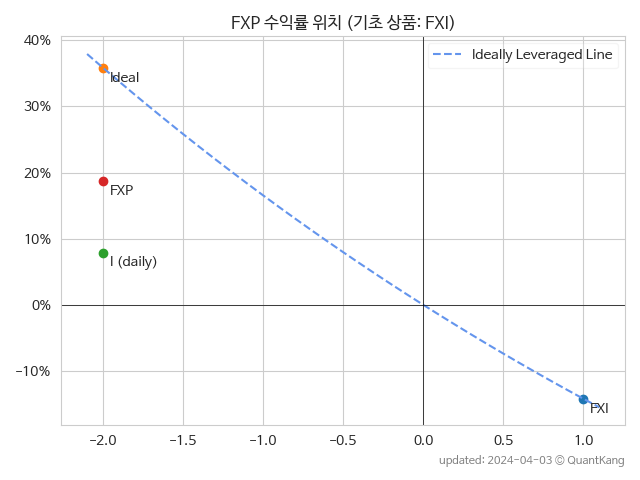 FXP 수익률 위치 (기초 상품: FXI)
40%
30%
20%
10%
0%
−10%
Ideally Leveraged Line
Ideal
FXP
I (daily)
FXI
−2.0 −1.5 −1.0 −0.5 0.0 0.5 1.0
updated: 2024-04-03 © QuantKang